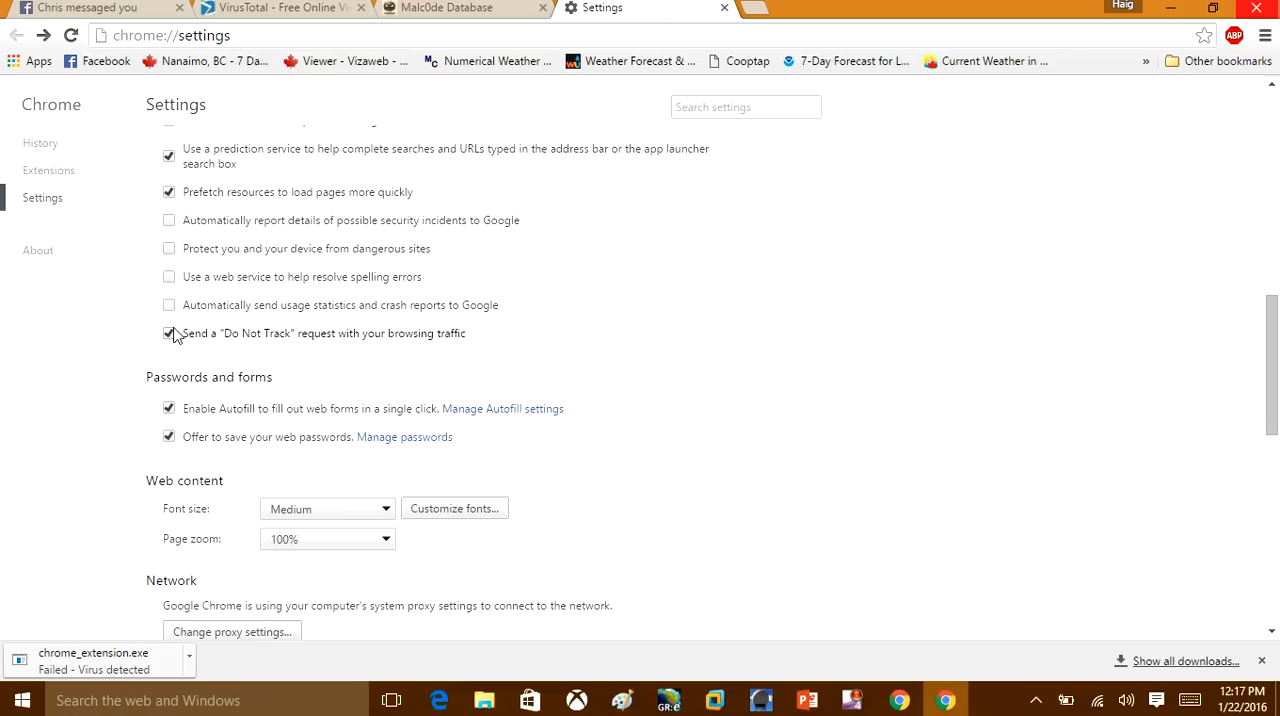 Chris messaged you
VirusTotal - Free Online Vi
Malc0de Database
Settings
Haig
chrome://settings
ABP
Apps
Facebook
Nanaimo, BC - 7 Da...
Viewer - Vizaweb - ...
MC Numerical Weather ...
Weather Forecast & ...
Cooptap
7-Day Forecast for L...
Current Weather in ...
»
Other bookmarks
Chrome
Settings
Search settings
History
Extensions
Settings
About
Use a prediction service to help complete searches and URLs typed in the address bar or the app launcher
search box
Prefetch resources to load pages more quickly
Automatically report details of possible security incidents to Google
Protect you and your device from dangerous sites
Use a web service to help resolve spelling errors
Automatically send usage statistics and crash reports to Google
Send a "Do Not Track" request with your browsing traffic
Passwords and forms
Enable Autofill to fill out web forms in a single click. Manage Autofill settings
Offer to save your web passwords. Manage passwords
Web content
Font size: Medium Customize fonts...
Page zoom: 100%
Network
Google Chrome is using your computer's system proxy settings to connect to the network.
Change proxy settings...
chrome_extension.exe
Failed - Virus detected
Show all downloads...
Search the web and Windows
GR:e
12:17 PM
1/22/2016